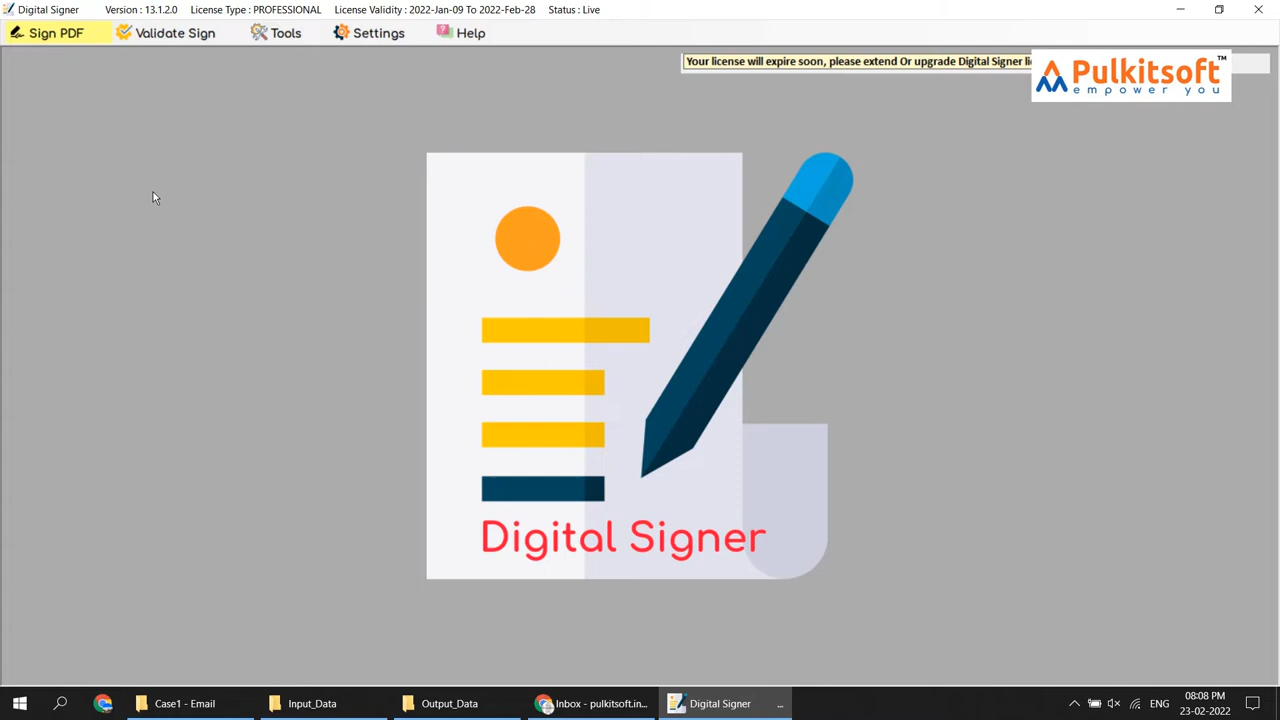 Digital Signer Version : 13.1.2.0 License Type : PROFESSIONAL License Validity : 2022-Jan-09 To 2022-Feb-28 Status : Live
Sign PDF Validate Sign Tools Settings Help
Your license will expire soon, please extend Or upgrade Digital Signer
Pulkitsoft™
empower you
Digital Signer
Case1 - Email Input_Data Output_Data Inbox - pulkitsoft.in... Digital Signer ... ENG 08:08 PM
23-02-2022